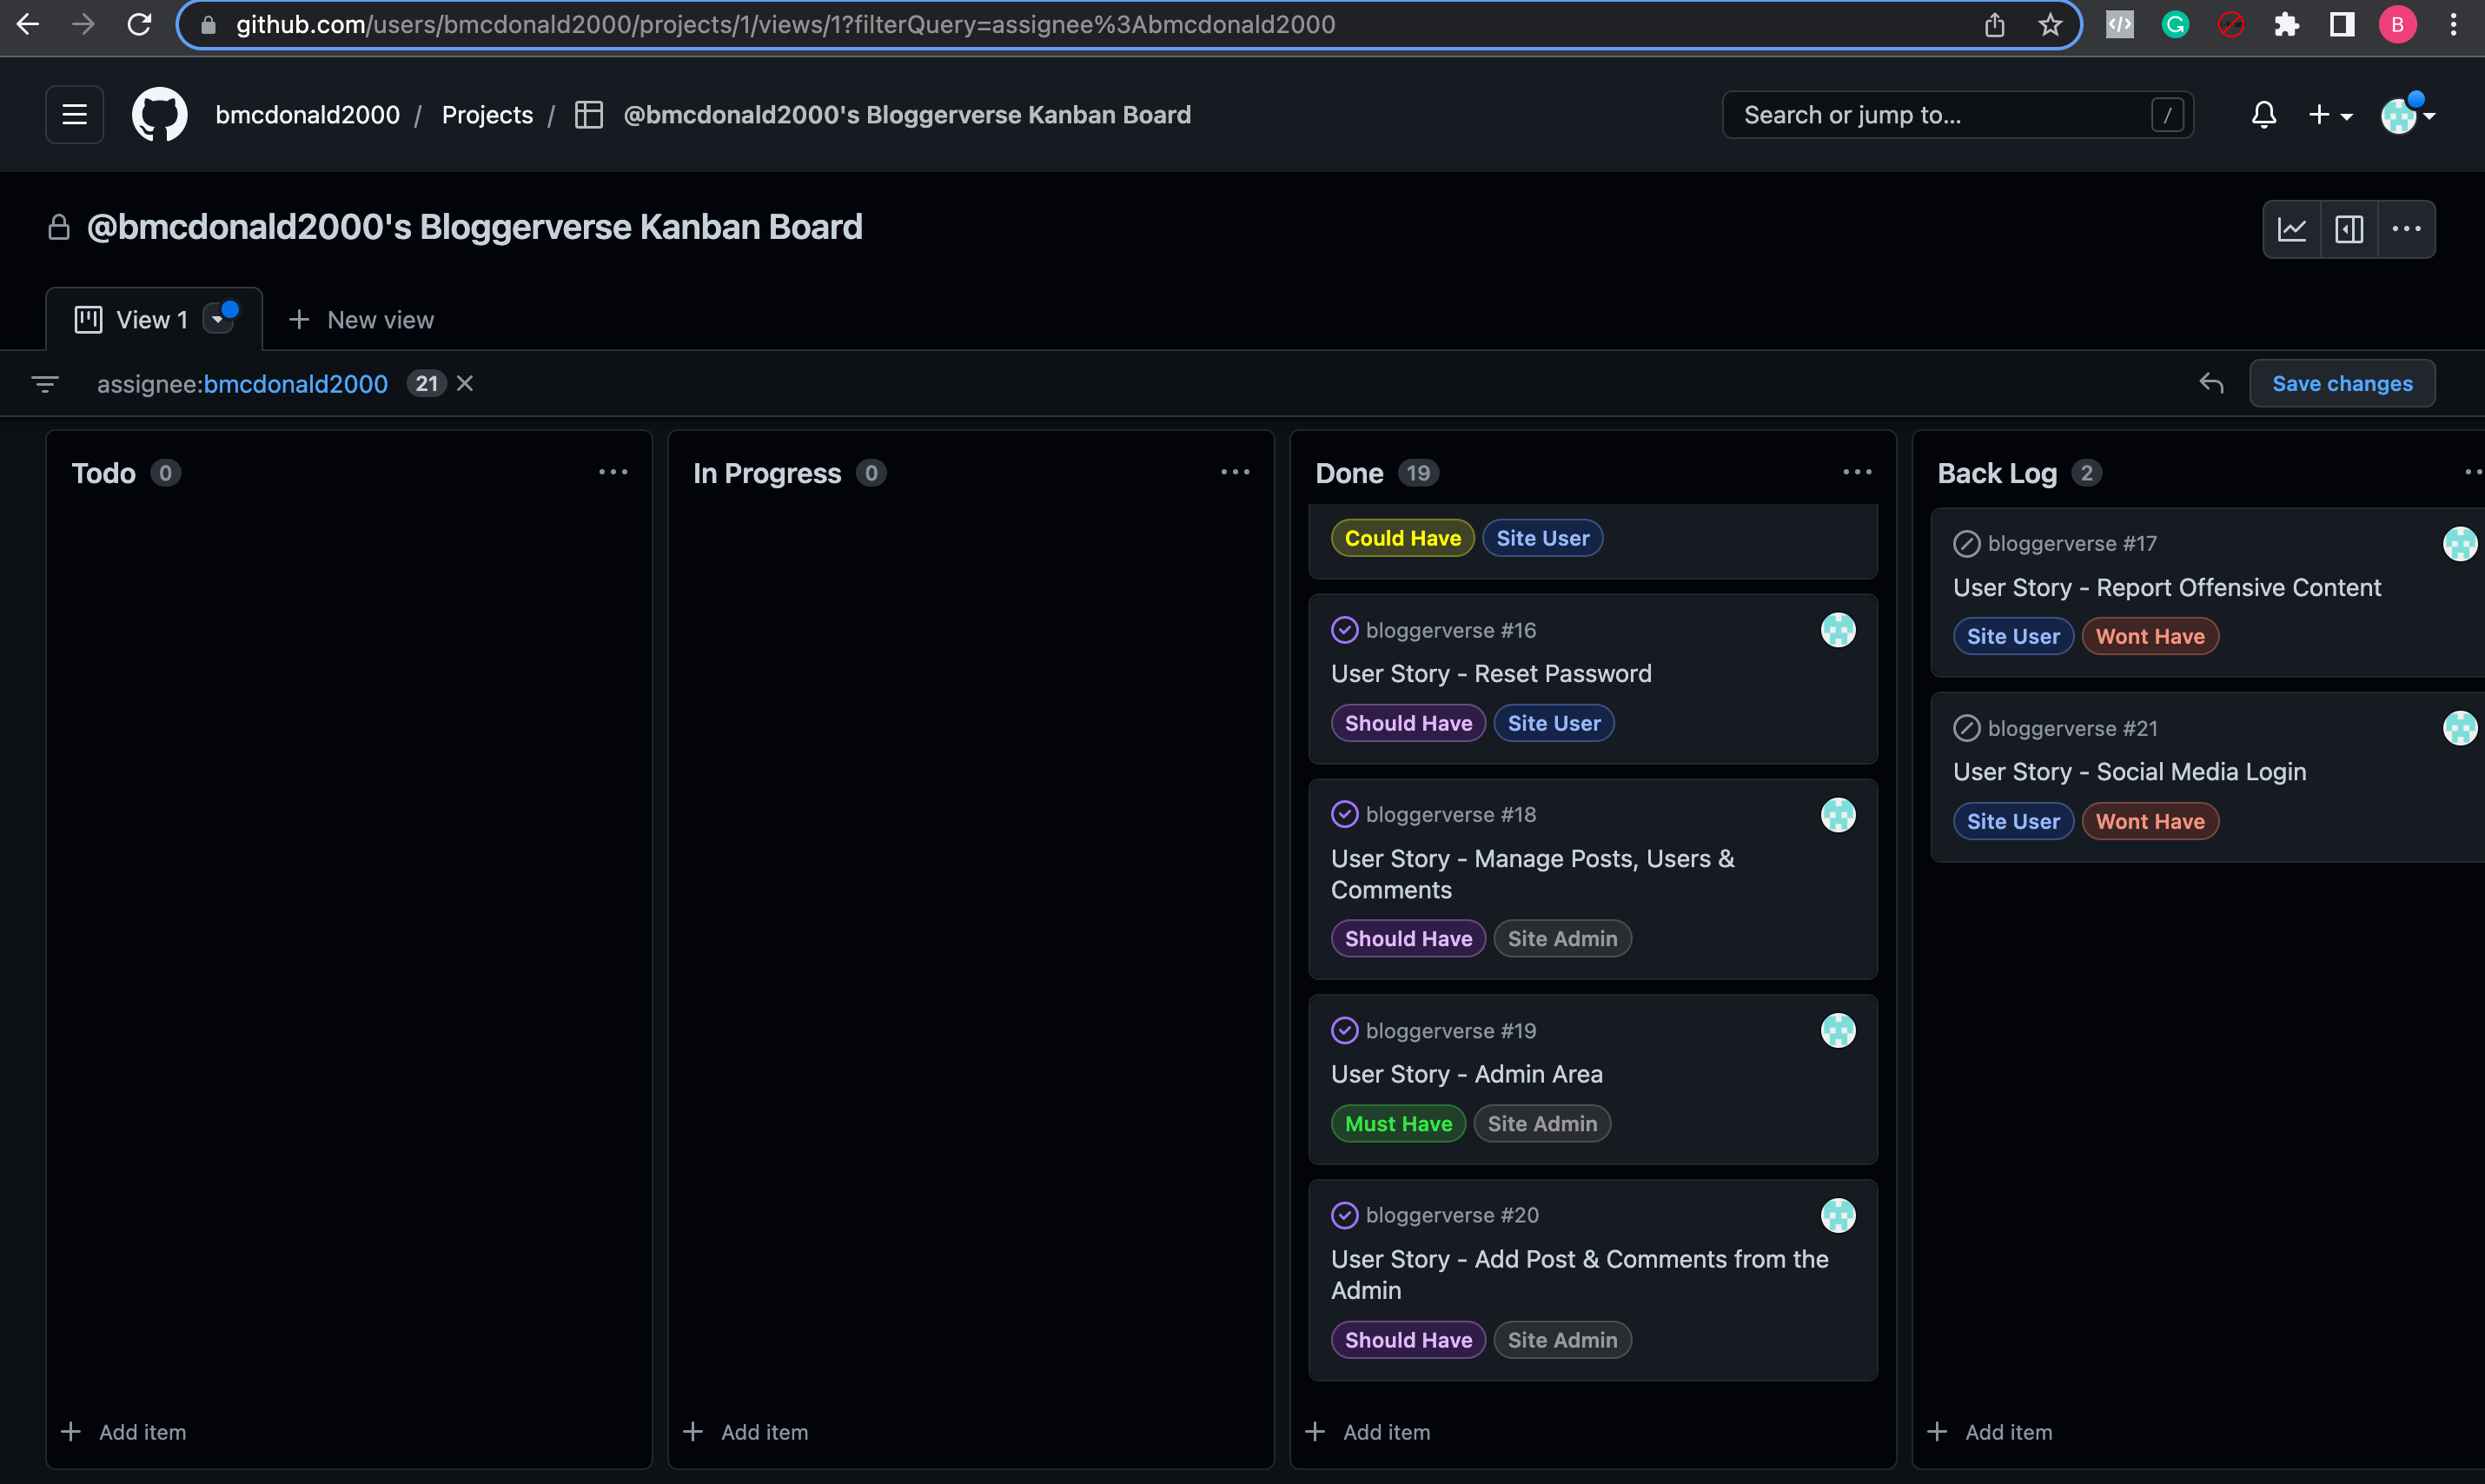 github.com/users/bmcdonald2000/projects/1/views/1?filterQuery=assignee%3Abmcdonald2000
B
bmcdonald2000 / Projects / @bmcdonald2000's Bloggerverse Kanban Board
Search or jump to... /
@bmcdonald2000's Bloggerverse Kanban Board
View 1
New view
assignee:bmcdonald2000 21
Save changes
Todo 0
Add item
In Progress 0
Add item
Done 19
Could Have Site User
bloggerverse #16
User Story - Reset Password
Should Have Site User
bloggerverse #18
User Story - Manage Posts, Users &
Comments
Should Have Site Admin
bloggerverse #19
User Story - Admin Area
Must Have Site Admin
bloggerverse #20
User Story - Add Post & Comments from the
Admin
Should Have Site Admin
Add item
Back Log 2
bloggerverse #17
User Story - Report Offensive Content
Site User Wont Have
bloggerverse #21
User Story - Social Media Login
Site User Wont Have
Add item